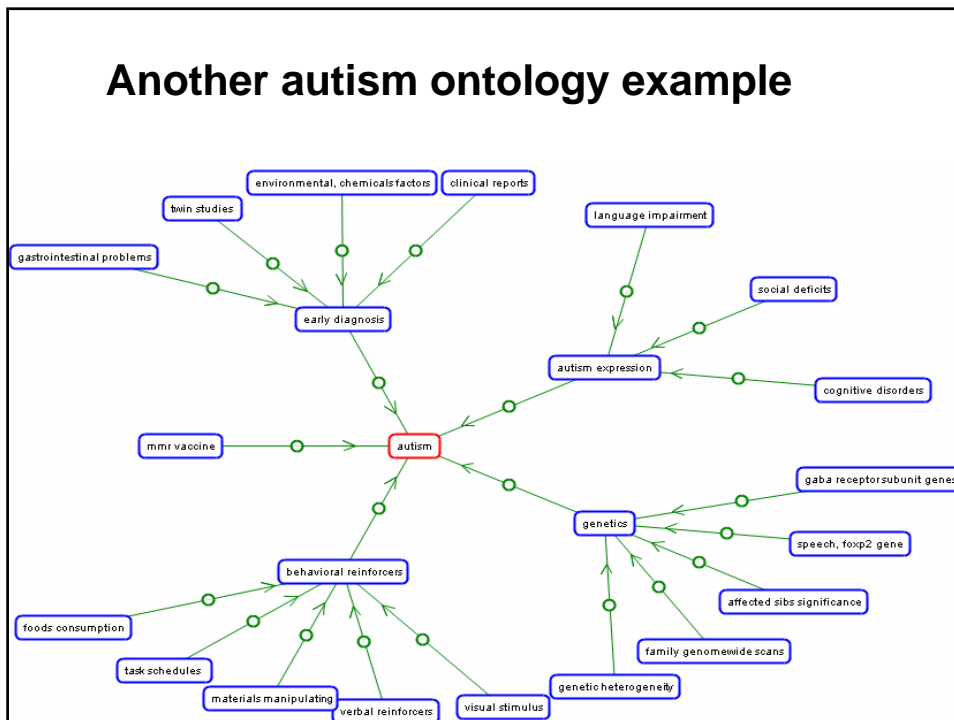 Another autism ontology example
environmental, chemicals factors
clinical reports
twin studies
language impairment
gastrointestinal problems
social deficits
early diagnosis
autism expression
cognitive disorders
mmr vaccine
autism
gaba receptor subunit genes
genetics
speech, foxp2 gene
behavioral reinforcers
affected sibs significance
foods consumption
family genomewide scans
task schedules
genetic heterogeneity
materials manipulating
visual stimulus
verbal reinforcers